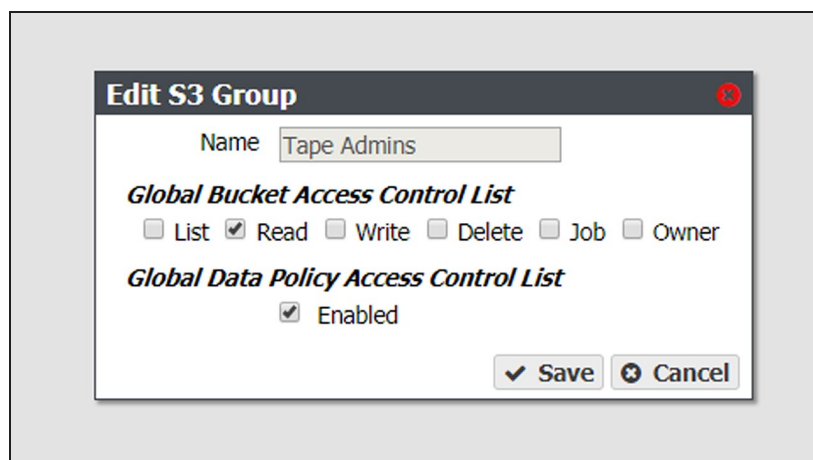 Edit S3 Group
Name Tape Admins
Global Bucket Access Control List
List Read Write Delete Job Owner
Global Data Policy Access Control List
Enabled
Save Cancel